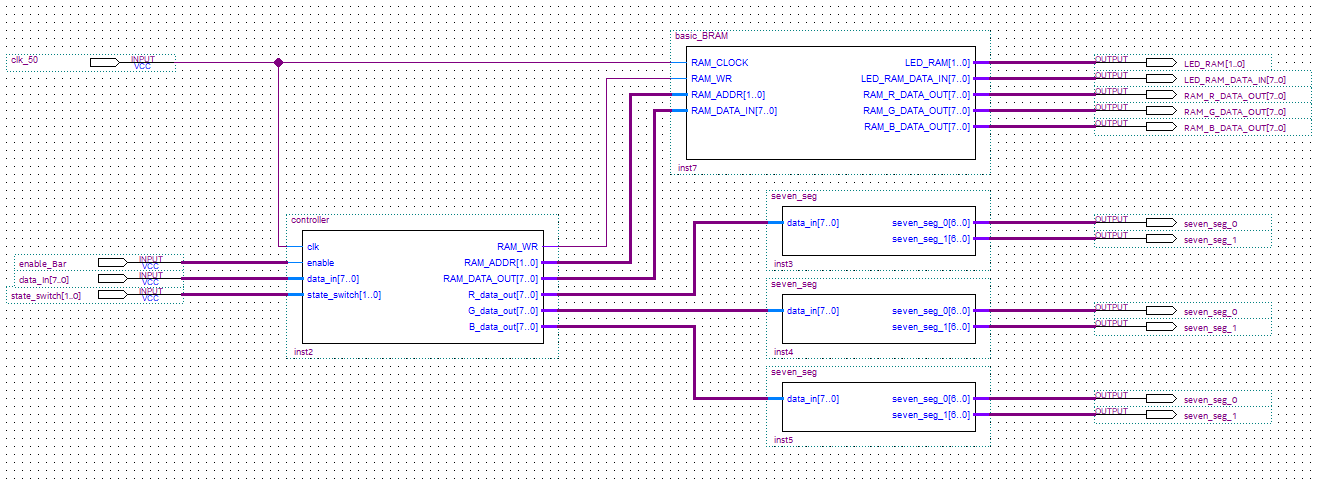 basic_BRAM
clk_50
INPUT
VCC
RAM_CLOCK
RAM_WR
RAM_ADDR[1..0]
RAM_DATA_IN[7..0]
LED_RAM[1..0]
LED_RAM_DATA_IN[7..0]
RAM_R_DATA_OUT[7..0]
RAM_G_DATA_OUT[7..0]
RAM_B_DATA_OUT[7..0]
inst7
OUTPUT
LED_RAM[1..0]
OUTPUT
LED_RAM_DATA_IN[7..0]
OUTPUT
RAM_R_DATA_OUT[7..0]
OUTPUT
RAM_G_DATA_OUT[7..0]
OUTPUT
RAM_B_DATA_OUT[7..0]
controller
clk
enable
data_in[7..0]
state_switch[1..0]
RAM_WR
RAM_ADDR[1..0]
RAM_DATA_OUT[7..0]
R_data_out[7..0]
G_data_out[7..0]
B_data_out[7..0]
inst2
enable_Bar
INPUT
VCC
data_in[7..0]
INPUT
VCC
state_switch[1..0]
INPUT
VCC
seven_seg
data_in[7..0]
seven_seg_0[6..0]
seven_seg_1[6..0]
inst3
OUTPUT
seven_seg_0
OUTPUT
seven_seg_1
seven_seg
data_in[7..0]
seven_seg_0[6..0]
seven_seg_1[6..0]
inst4
OUTPUT
seven_seg_0
OUTPUT
seven_seg_1
seven_seg
data_in[7..0]
seven_seg_0[6..0]
seven_seg_1[6..0]
inst5
OUTPUT
seven_seg_0
OUTPUT
seven_seg_1